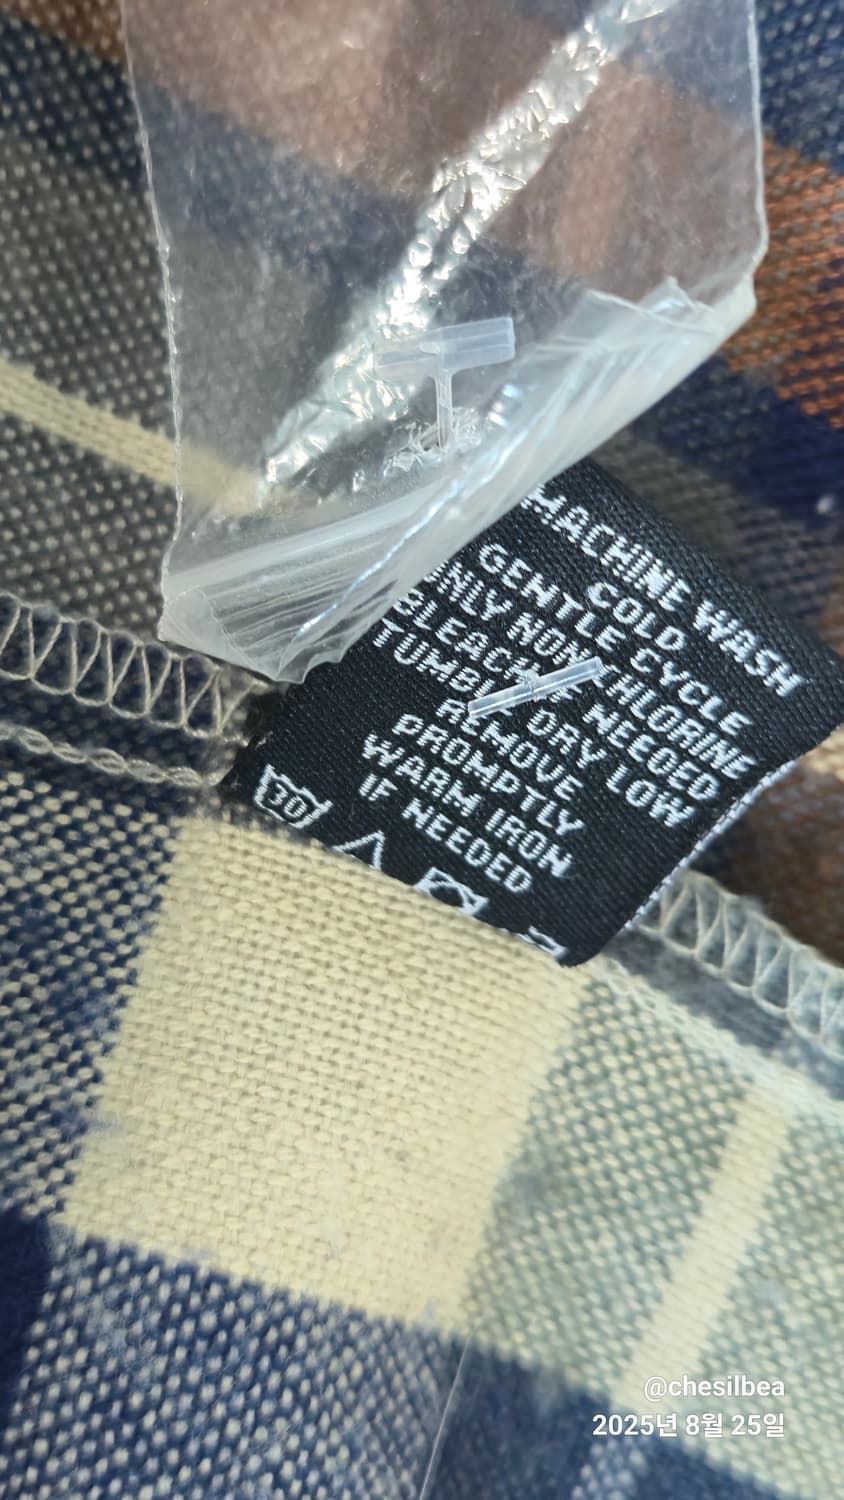 MACHINE WASH
COLD
GENTLE CYCLE
ONLY NON CHLORINE
BLEACH NEEDED
TUMBLE DRY LOW
REMOVE
PROMPTLY
WARM IRON
IF NEEDED
30
@chesilbea
2025년 8월 25일